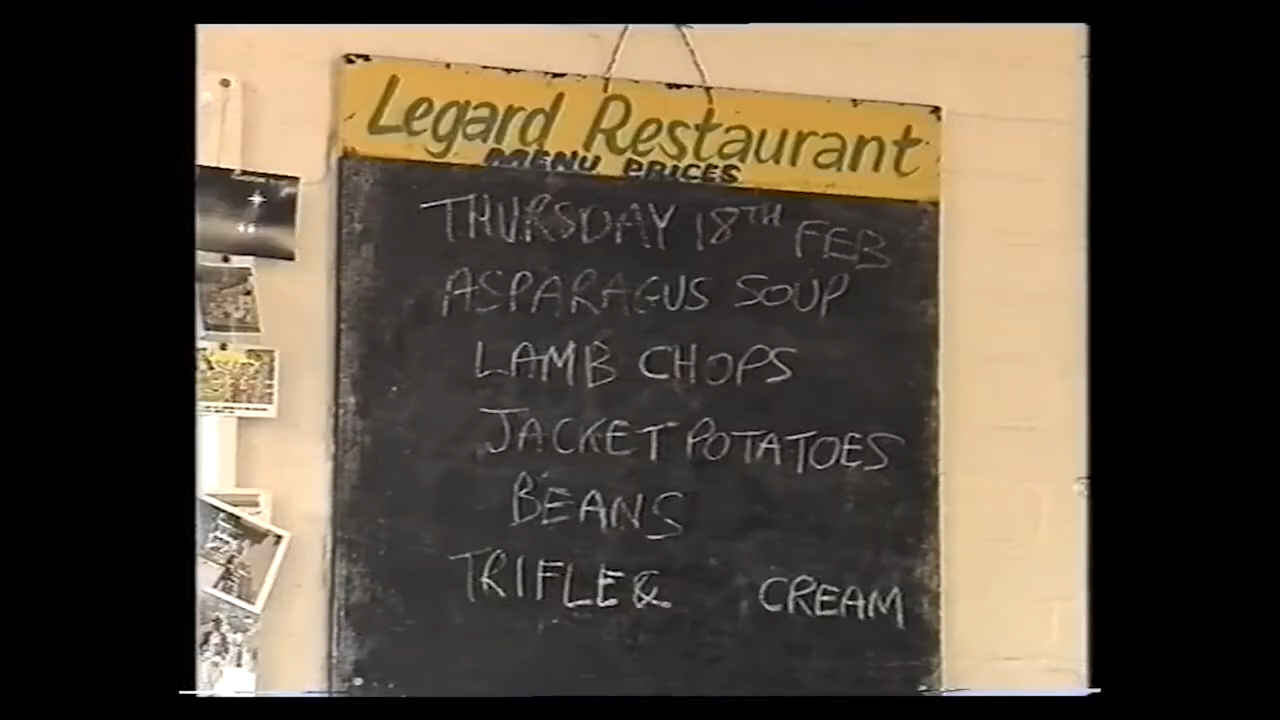 Legard Restaurant
MENU PRICES
THURSDAY 18TH FEB
ASPARAGUS SOUP
LAMB CHOPS
JACKET POTATOES
BEANS
TRIFLE & CREAM